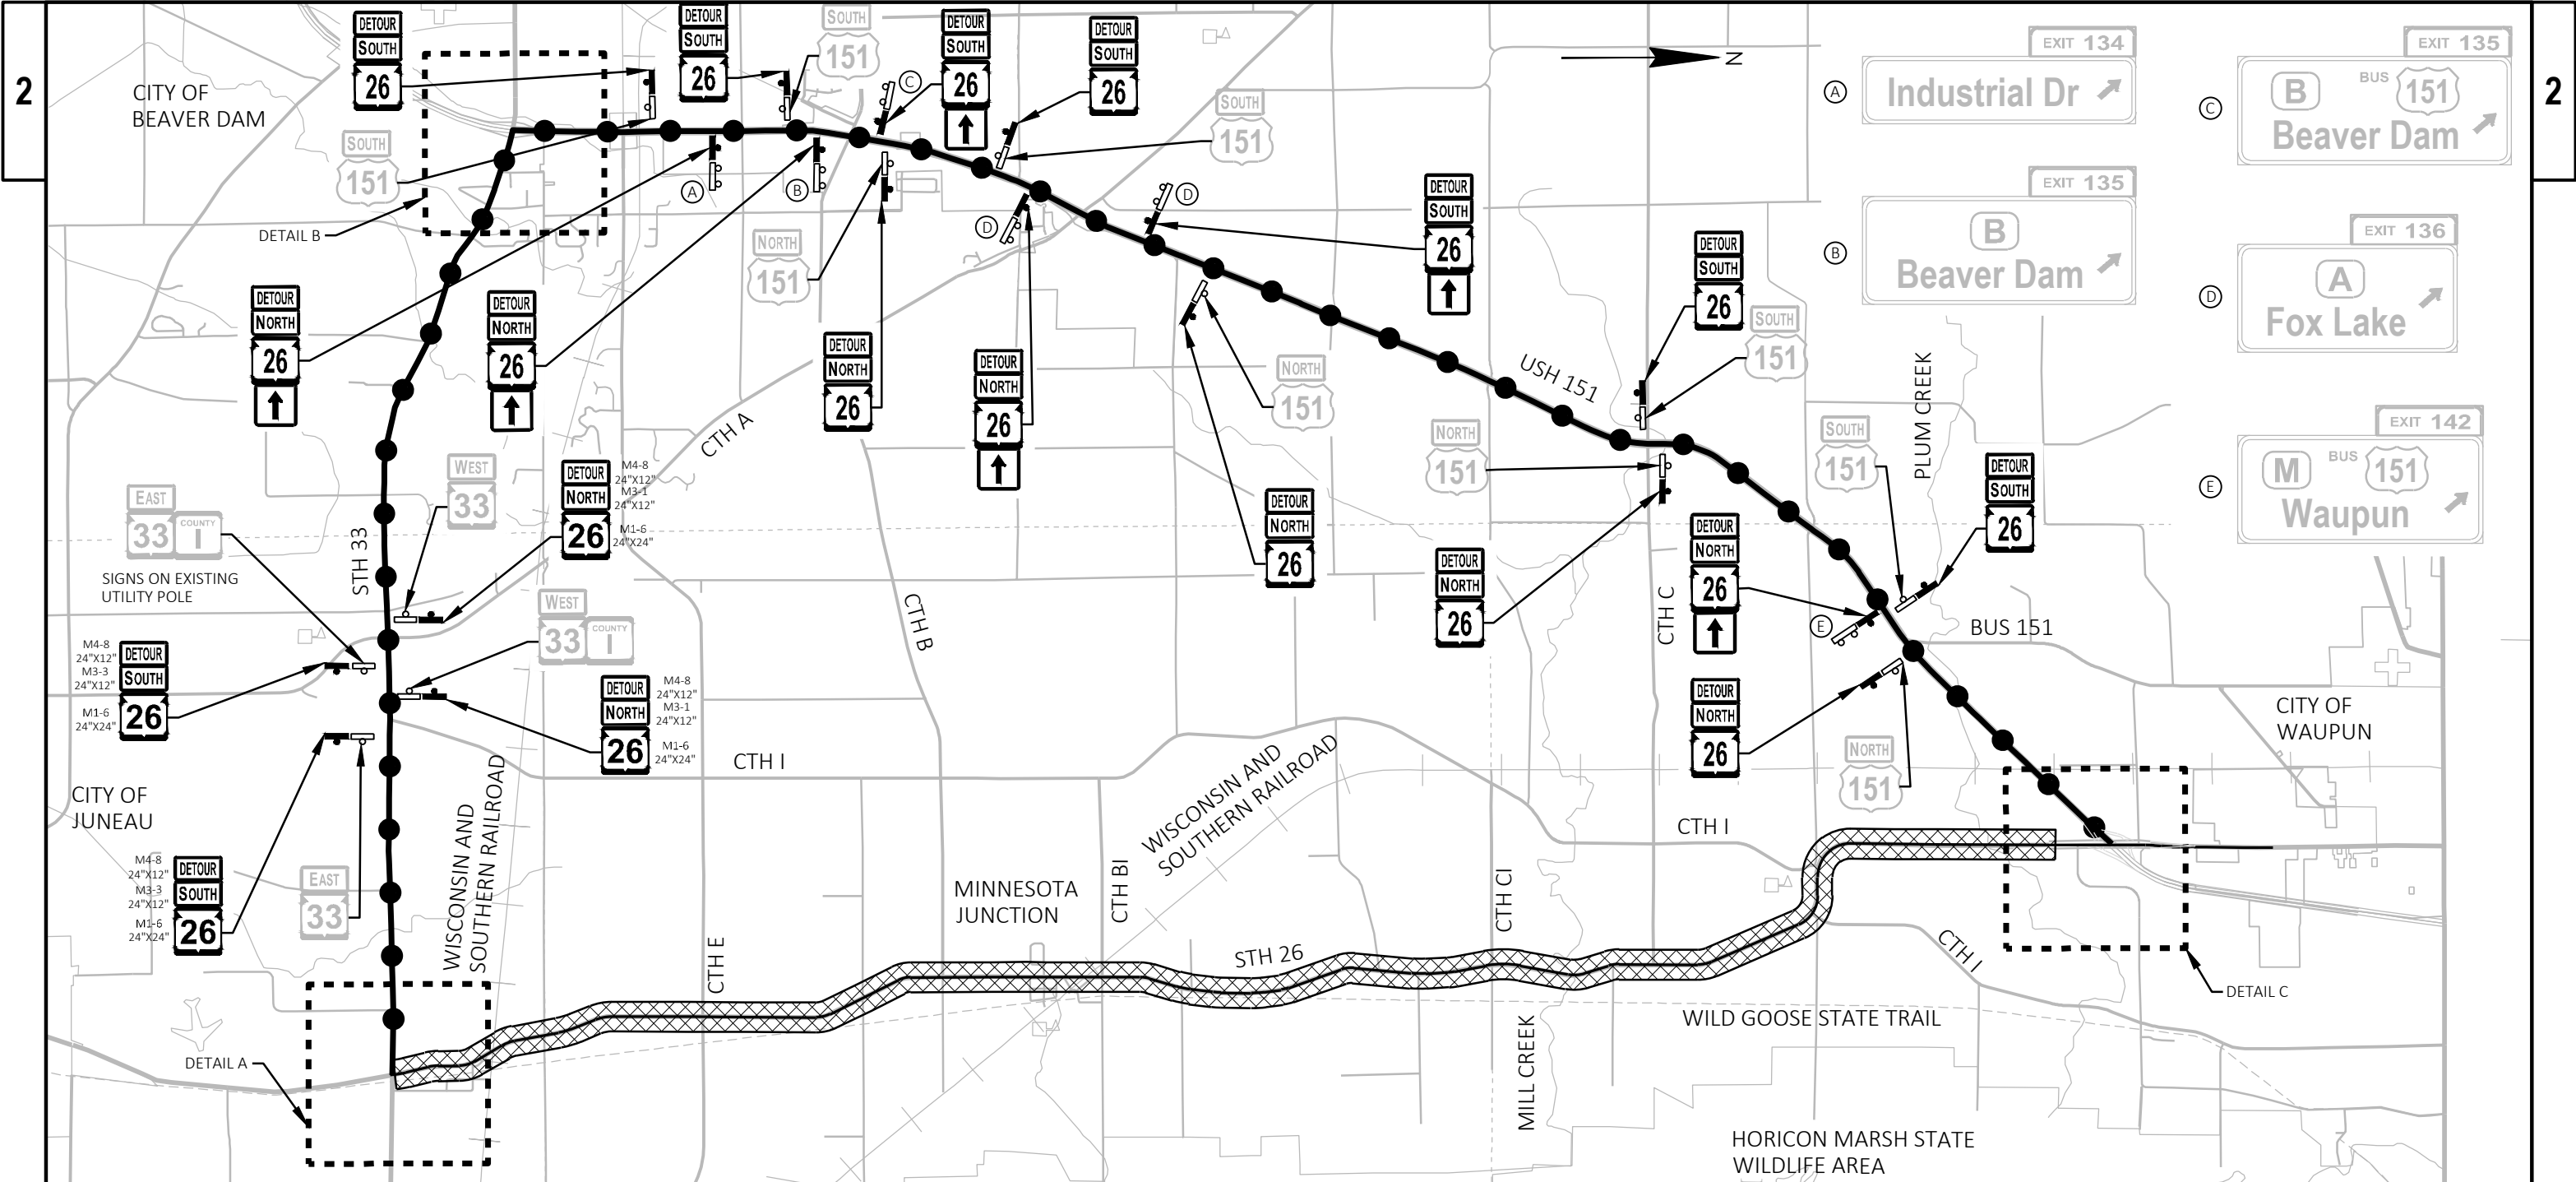 2
2
CITY OF
BEAVER DAM
DETOUR
SOUTH
26
DETOUR
SOUTH
26
SOUTH
151
C
DETOUR
SOUTH
26
DETOUR
SOUTH
26
SOUTH
151
N
A
EXIT 134
Industrial Dr
C
EXIT 135
B BUS 151
Beaver Dam
B
EXIT 135
B
Beaver Dam
D
EXIT 136
A
Fox Lake
E
EXIT 142
M BUS 151
Waupun
SOUTH
151
DETAIL B
A
B
D
D
NORTH
151
DETOUR
SOUTH
26
DETOUR
SOUTH
26
SOUTH
151
DETOUR
NORTH
26
DETOUR
NORTH
26
DETOUR
NORTH
26
DETOUR
NORTH
26
NORTH
151
USH 151
CTH A
NORTH
151
SOUTH
151
PLUM CREEK
DETOUR
SOUTH
26
WEST
33
DETOUR
NORTH
26
M4-8
24"X12"
M3-1
24"X12"
M1-6
24"X24"
EAST
33 COUNTY I
SIGNS ON EXISTING
UTILITY POLE
STH 33
DETOUR
NORTH
26
DETOUR
NORTH
26
DETOUR
NORTH
26
E
BUS 151
CTH C
CTH B
WEST
33 COUNTY I
M4-8
24"X12"
M3-3
24"X12"
M1-6
24"X24"
DETOUR
SOUTH
26
DETOUR
NORTH
26
M4-8
24"X12"
M3-1
24"X12"
M1-6
24"X24"
DETOUR
NORTH
26
NORTH
151
CITY OF
WAUPUN
CTH I
WISCONSIN AND
SOUTHERN RAILROAD
CITY OF
JUNEAU
WISCONSIN AND
SOUTHERN RAILROAD
CTH I
M4-8
24"X12"
M3-3
24"X12"
M1-6
24"X24"
DETOUR
SOUTH
26
EAST
33
MINNESOTA
JUNCTION
CTH BI
CTH CI
CTH E
STH 26
CTH I
DETAIL C
WILD GOOSE STATE TRAIL
DETAIL A
MILL CREEK
HORICON MARSH STATE
WILDLIFE AREA